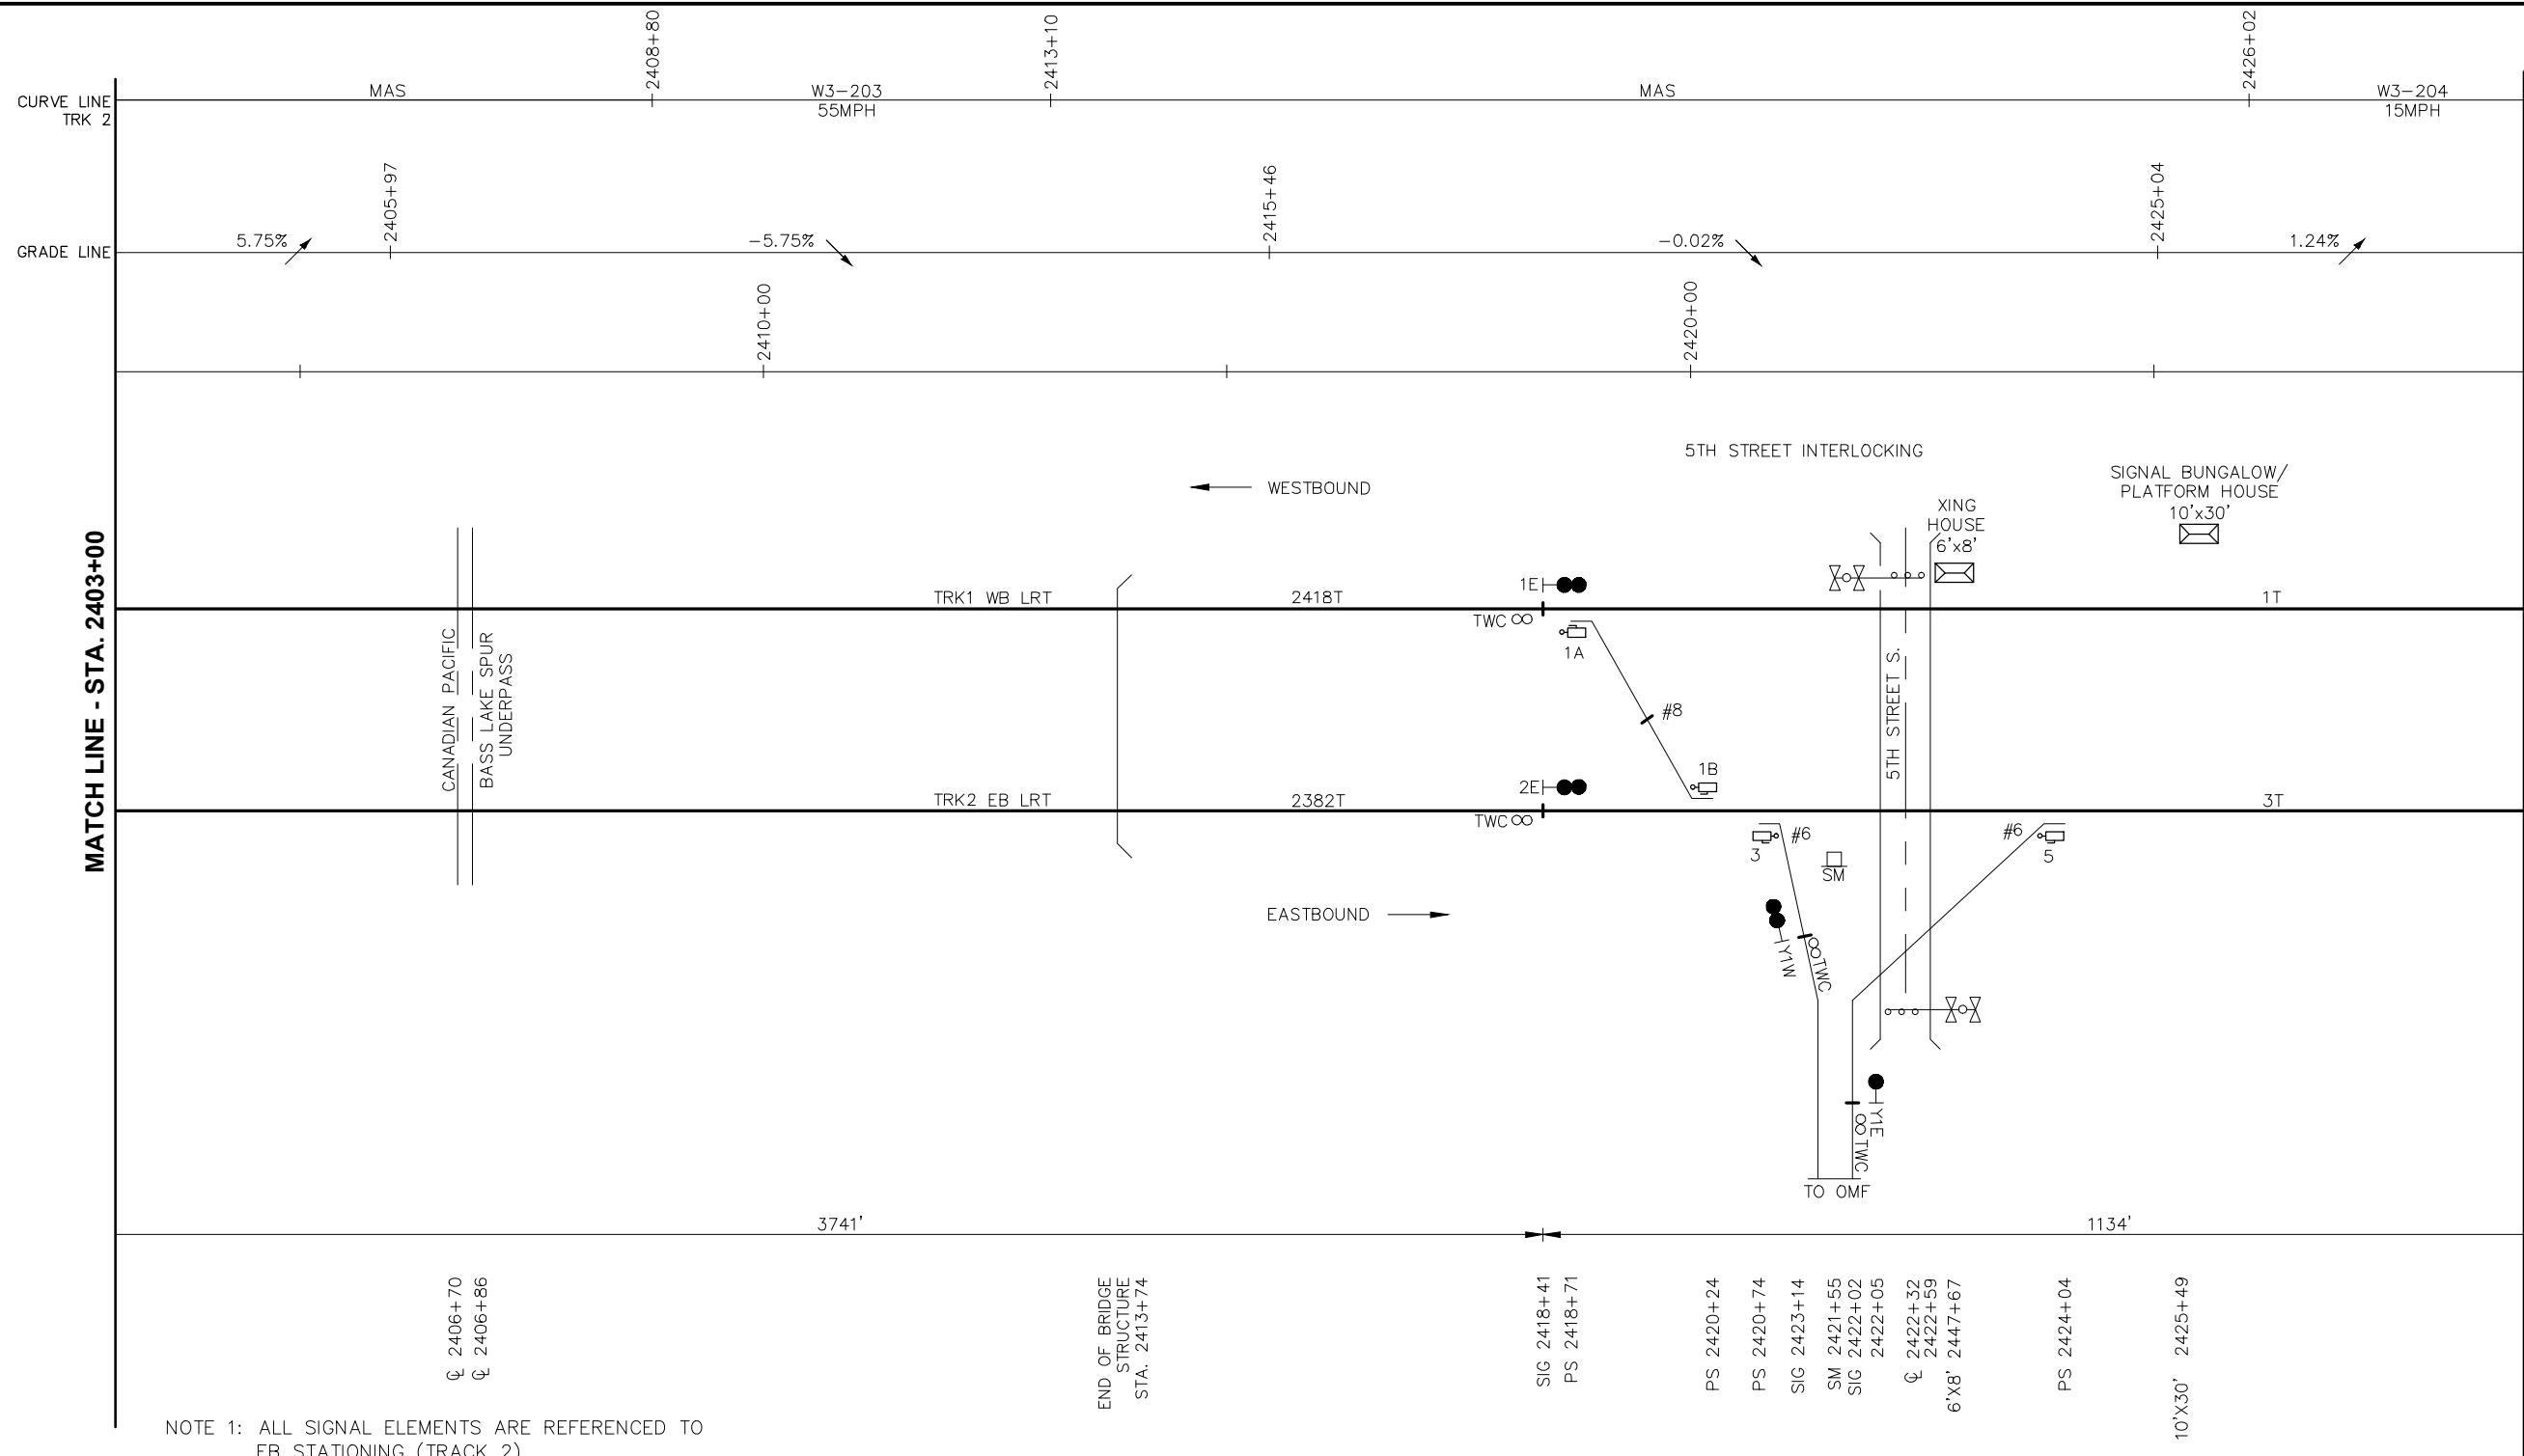 2408+80
2413+10
2426+02
CURVE LINE
TRK 2
MAS
W3-203
55MPH
MAS
W3-204
15MPH
2405+97
2415+46
2425+04
GRADE LINE
5.75%
-5.75%
-0.02%
1.24%
2410+00
2420+00
5TH STREET INTERLOCKING
WESTBOUND
SIGNAL BUNGALOW/
PLATFORM HOUSE
10'x30'
XING
HOUSE
6'x8'
MATCH LINE - STA. 2403+00
CANADIAN PACIFIC
BASS LAKE SPUR
UNDERPASS
TRK1 WB LRT
2418T
1E
TWC
1A
1T
#8
5TH STREET S.
1B
TRK2 EB LRT
2382T
2E
TWC
3T
3
#6
SM
#6
5
EASTBOUND
Y1W
TWC
Y1E
TWC
TO OMF
3741'
1134'
℄ 2406+70
℄ 2406+86
END OF BRIDGE
STRUCTURE
STA. 2413+74
SIG 2418+41
PS 2418+71
PS 2420+24
PS 2420+74
SIG 2423+14
SM 2421+55
SIG 2422+02
2422+05
℄ 2422+32
2422+59
6'X8' 2447+67
PS 2424+04
10'X30' 2425+49
NOTE 1: ALL SIGNAL ELEMENTS ARE REFERENCED TO
EB STATIONING (TRACK 2)